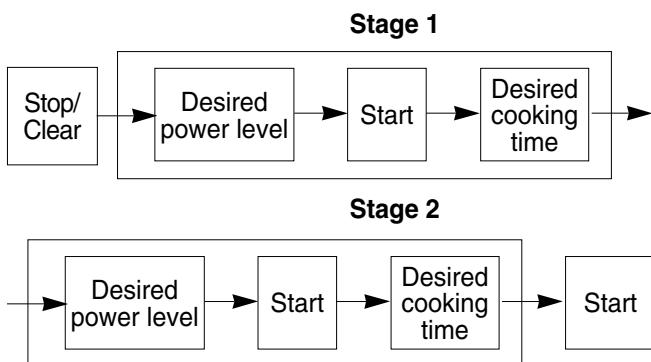 Stage 1
Stop/
Clear
Desired
power level
Start
Desired
cooking
time
Stage 2
Desired
power level
Start
Desired
cooking
time
Start